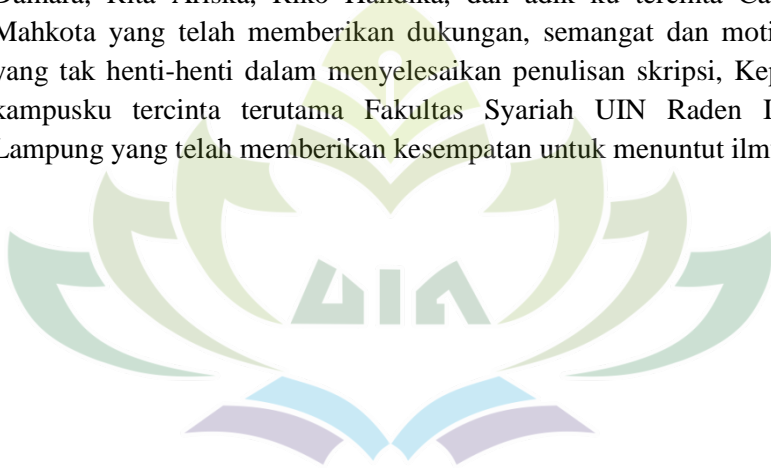 Damara, Rita Ariska, Riko Handika, dan adik ku tercinta
Mahkota yang telah memberikan dukungan, semangat dan
yang tak henti-henti dalam menyelesaikan penulisan skripsi,
kampusku tercinta terutama Fakultas Syariah UIN Raden
Lampung yang telah memberikan kesempatan untuk menuntut
UIN